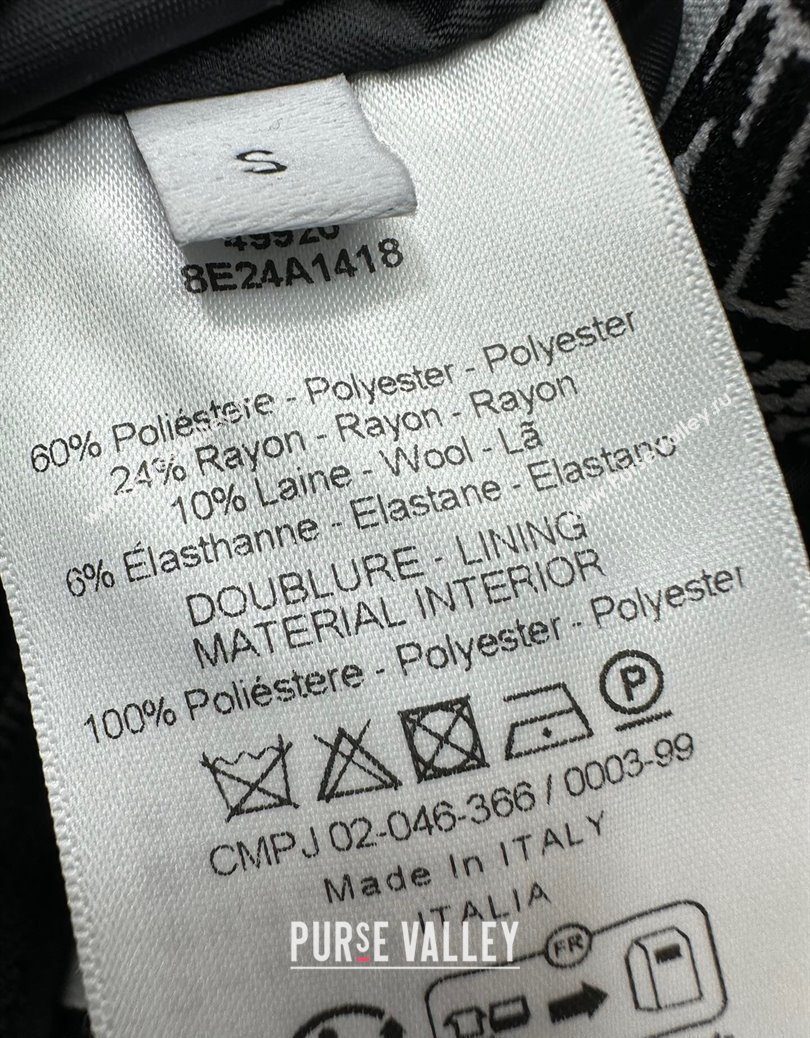 S
49920
8E24A1418
60% Poliéstere - Polyester - Polyester
24% Rayon - Rayon - Rayon
10% Laine - Wool - Lã
6% Élasthanne - Elastane - Elastano
DOUBLURE - LINING
MATERIAL INTERIOR
100% Poliéstere - Polyester - Polyester
P
CMPJ 02-046-366 / 0003-99
Made In ITALY
ITALIA
PURSE VALLEY
FR